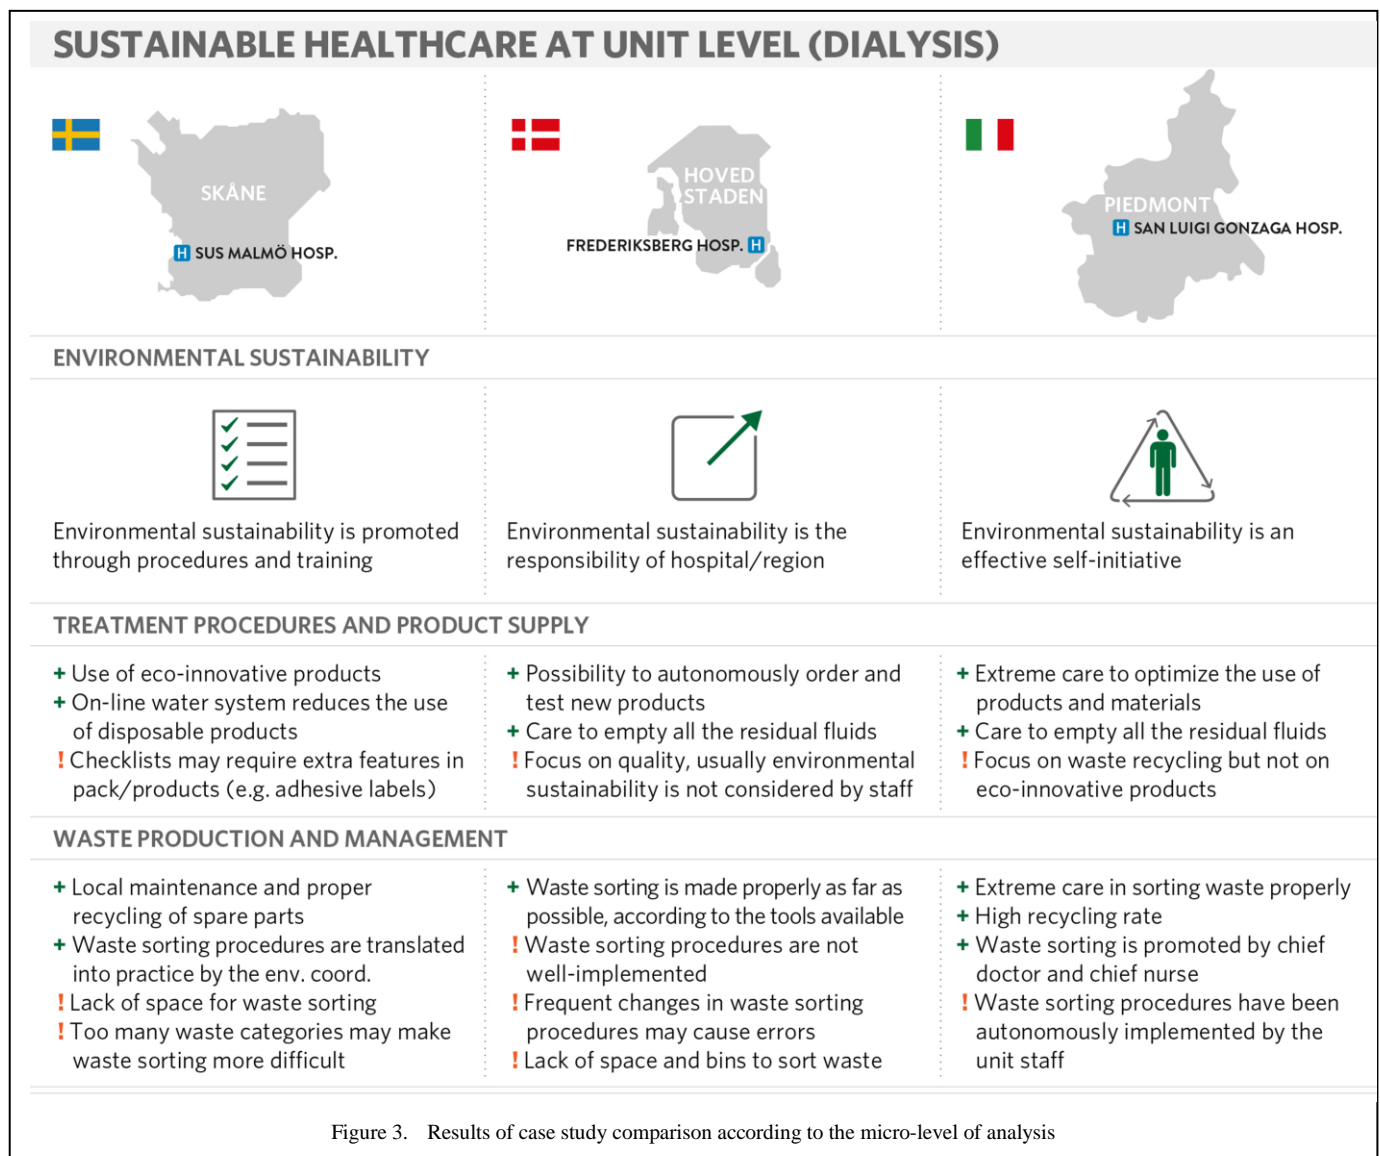 SUSTAINABLE HEALTHCARE AT UNIT LEVEL (DIALYSIS)
SKÅNE
H SUS MALMÖ HOSP.
HOVED
STADEN
FREDERIKSBERG HOSP. H
PIEDMONT
H SAN LUIGI GONZAGA HOSP.
ENVIRONMENTAL SUSTAINABILITY
Environmental sustainability is promoted
through procedures and training
Environmental sustainability is the
responsibility of hospital/region
Environmental sustainability is an
effective self-initiative
TREATMENT PROCEDURES AND PRODUCT SUPPLY
+ Use of eco-innovative products
+ On-line water system reduces the use
of disposable products
! Checklists may require extra features in
pack/products (e.g. adhesive labels)
+ Possibility to autonomously order and
test new products
+ Care to empty all the residual fluids
! Focus on quality, usually environmental
sustainability is not considered by staff
+ Extreme care to optimize the use of
products and materials
+ Care to empty all the residual fluids
! Focus on waste recycling but not on
eco-innovative products
WASTE PRODUCTION AND MANAGEMENT
+ Local maintenance and proper
recycling of spare parts
+ Waste sorting procedures are translated
into practice by the env. coord.
! Lack of space for waste sorting
! Too many waste categories may make
waste sorting more difficult
+ Waste sorting is made properly as far as
possible, according to the tools available
! Waste sorting procedures are not
well-implemented
! Frequent changes in waste sorting
procedures may cause errors
! Lack of space and bins to sort waste
+ Extreme care in sorting waste properly
+ High recycling rate
+ Waste sorting is promoted by chief
doctor and chief nurse
! Waste sorting procedures have been
autonomously implemented by the
unit staff
Figure 3. Results of case study comparison according to the micro-level of analysis